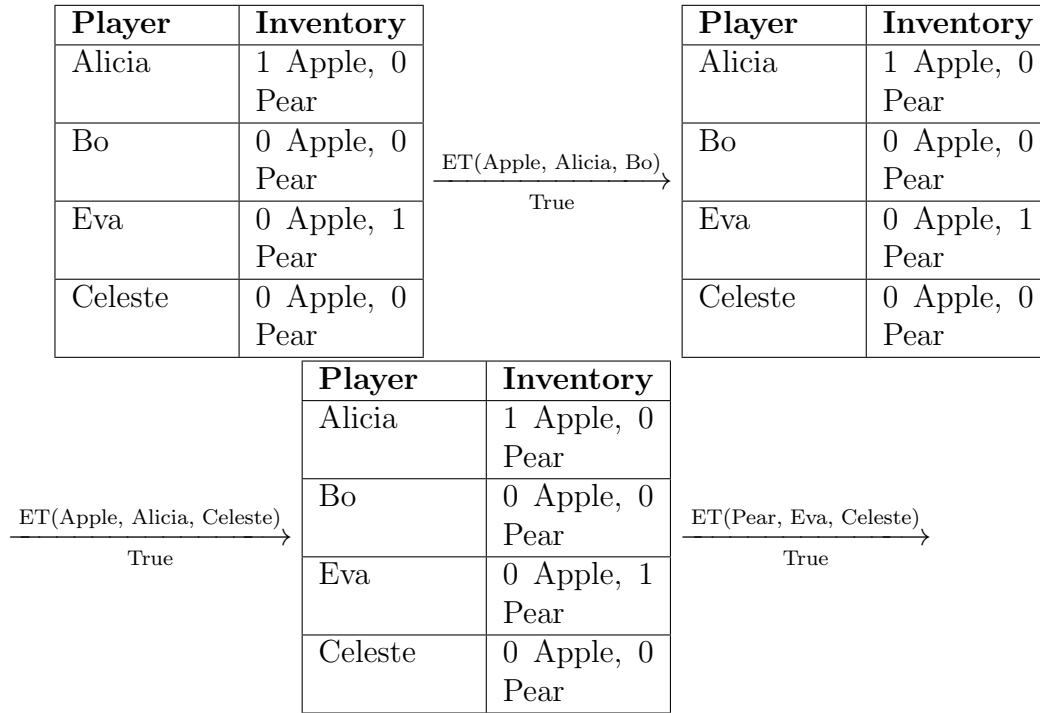 Player Inventory
Alicia 1 Apple, 0
Pear
Bo 0 Apple, 0
Pear
Eva 0 Apple, 1
Pear
Celeste 0 Apple, 0
Pear
ET(Apple, Alicia, Bo)
True
Player Inventory
Alicia 1 Apple, 0
Pear
Bo 0 Apple, 0
Pear
Eva 0 Apple, 1
Pear
Celeste 0 Apple, 0
Pear
ET(Apple, Alicia, Celeste)
True
Player Inventory
Alicia 1 Apple, 0
Pear
Bo 0 Apple, 0
Pear
Eva 0 Apple, 1
Pear
Celeste 0 Apple, 0
Pear
ET(Pear, Eva, Celeste)
True